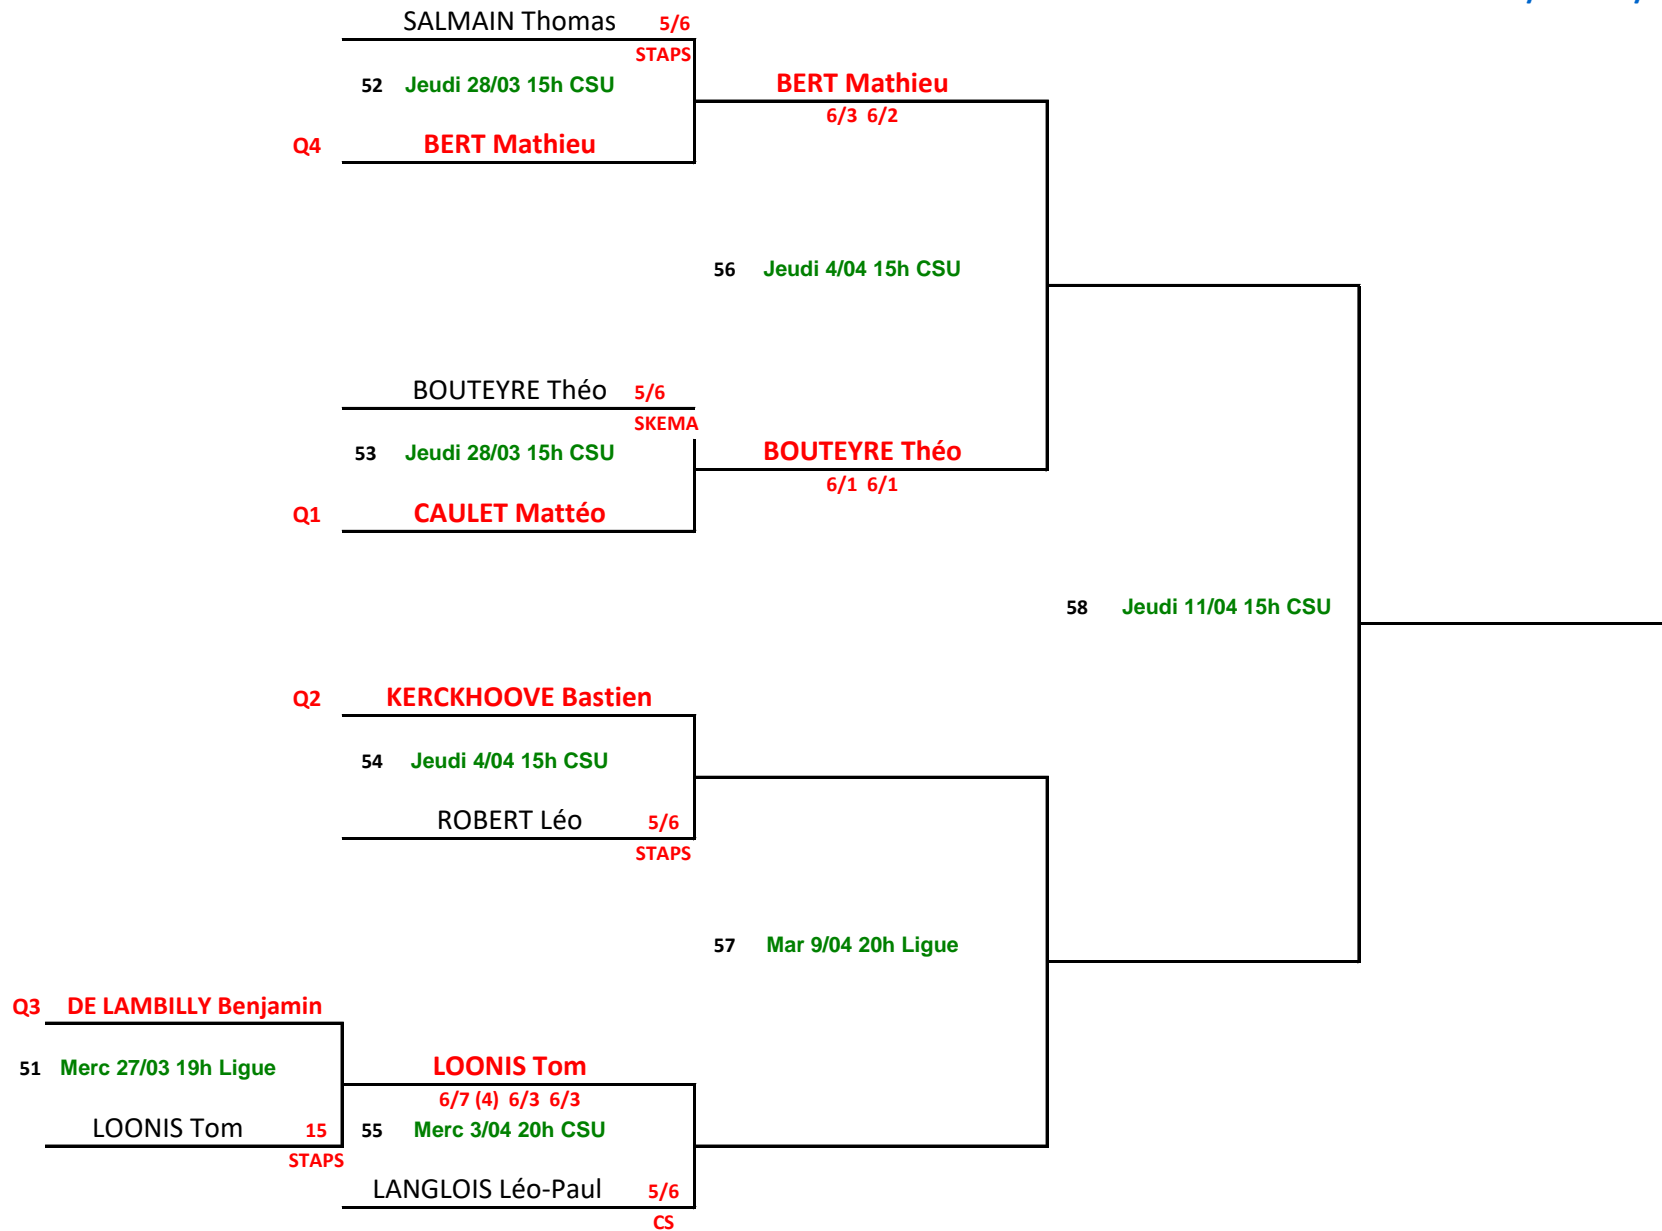 SALMAIN Thomas 5/6
STAPS
52 Jeudi 28/03 15h CSU
BERT Mathieu
6/3 6/2
Q4 BERT Mathieu
56 Jeudi 4/04 15h CSU
BOUTEYRE Théo 5/6
SKEMA
53 Jeudi 28/03 15h CSU
BOUTEYRE Théo
6/1 6/1
Q1 CAULET Mattéo
58 Jeudi 11/04 15h CSU
Q2 KERCKHOOVE Bastien
54 Jeudi 4/04 15h CSU
ROBERT Léo 5/6
STAPS
57 Mar 9/04 20h Ligue
Q3 DE LAMBILLY Benjamin
51 Merc 27/03 19h Ligue
LOONIS Tom
6/7 (4) 6/3 6/3
LOONIS Tom 15
STAPS
55 Merc 3/04 20h CSU
LANGLOIS Léo-Paul 5/6
CS